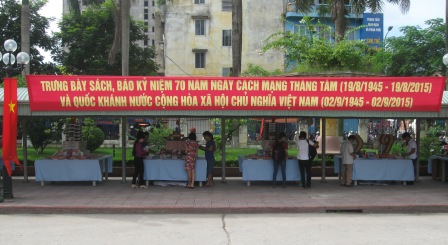 TRƯNG BÀY SÁCH, BÁO KỶ NIỆM 70 NĂM NGÀY CÁCH MẠNG THÁNG TÁM (19/8/1945 - 19/8/2015)
VÀ QUỐC KHÁNH NƯỚC CỘNG HÒA XÃ HỘI CHỦ NGHĨA VIỆT NAM (02/9/1945 - 02/9/2015)